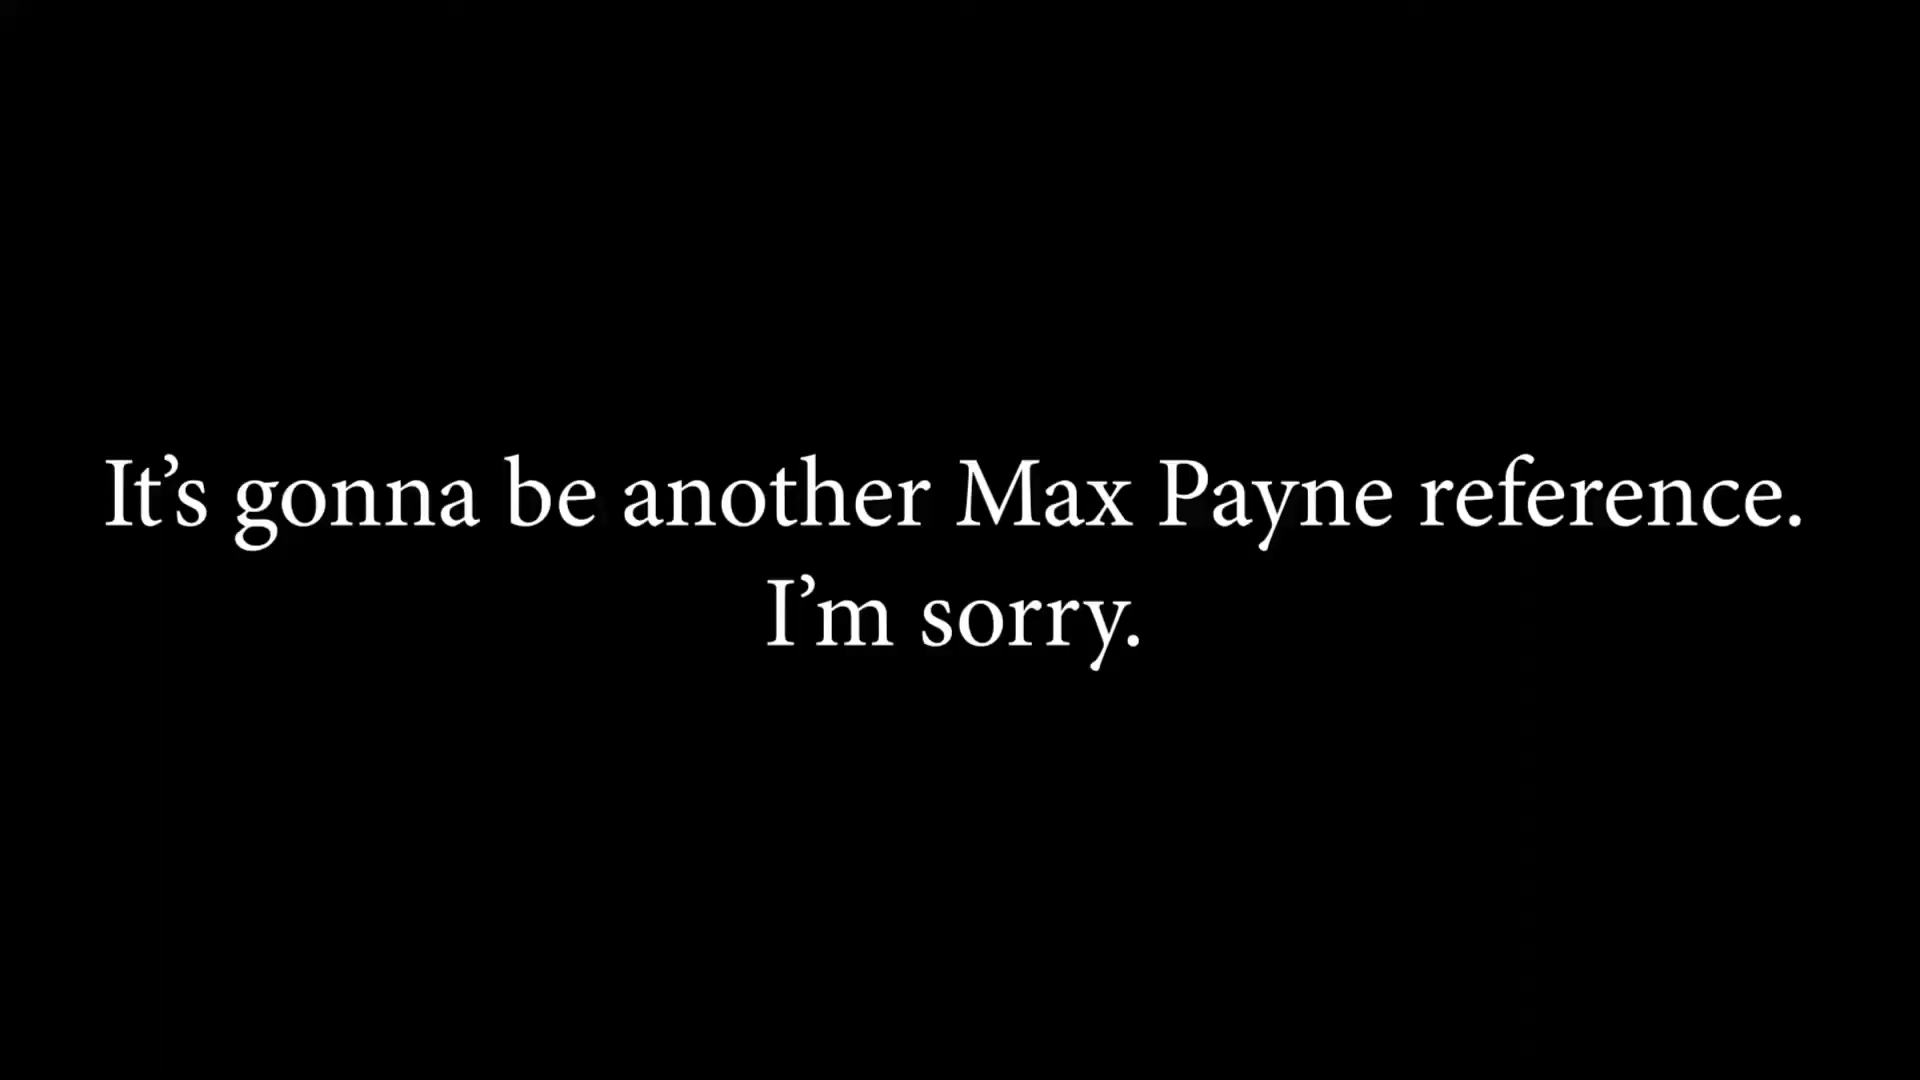 It’s gonna be another Max Payne reference.
I’m sorry.